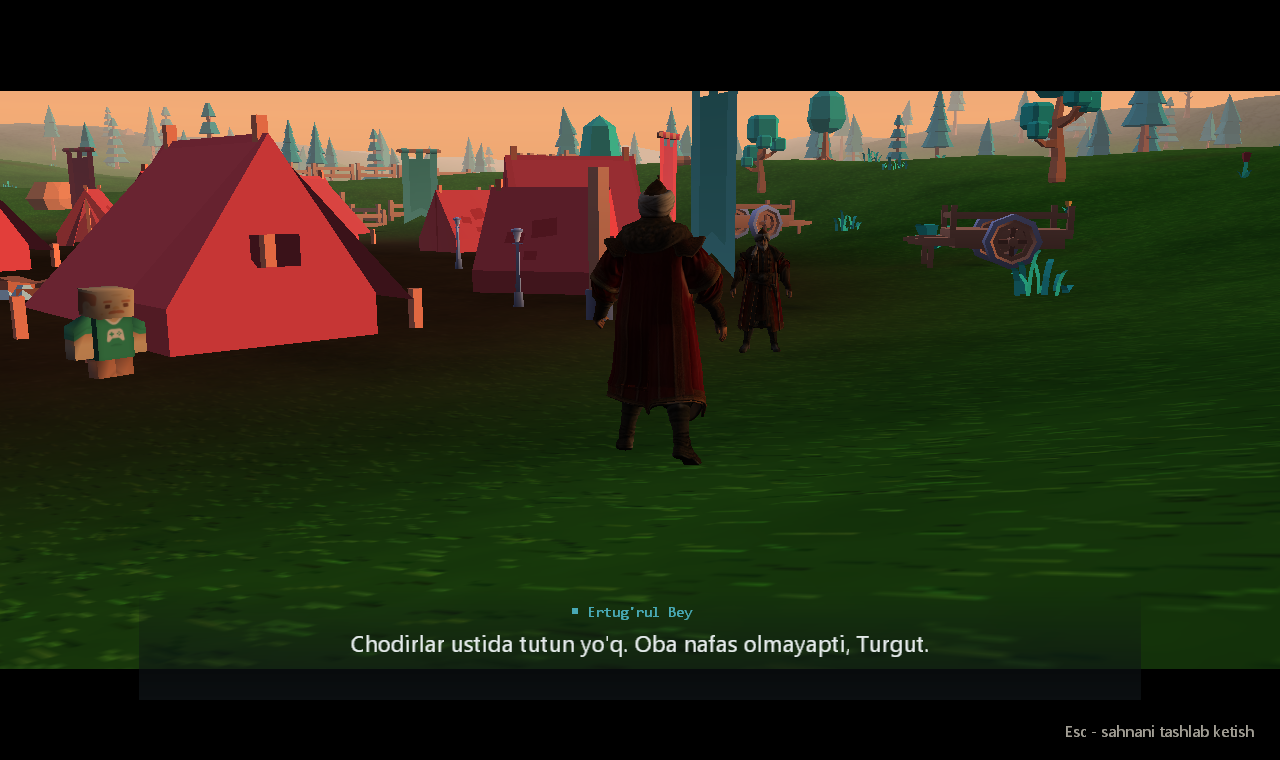 Ertug'rul Bey
Chodirlar ustida tutun yo'q. Oba nafas olmayapti, Turgut.
Esc - sahnani tashlab ketish